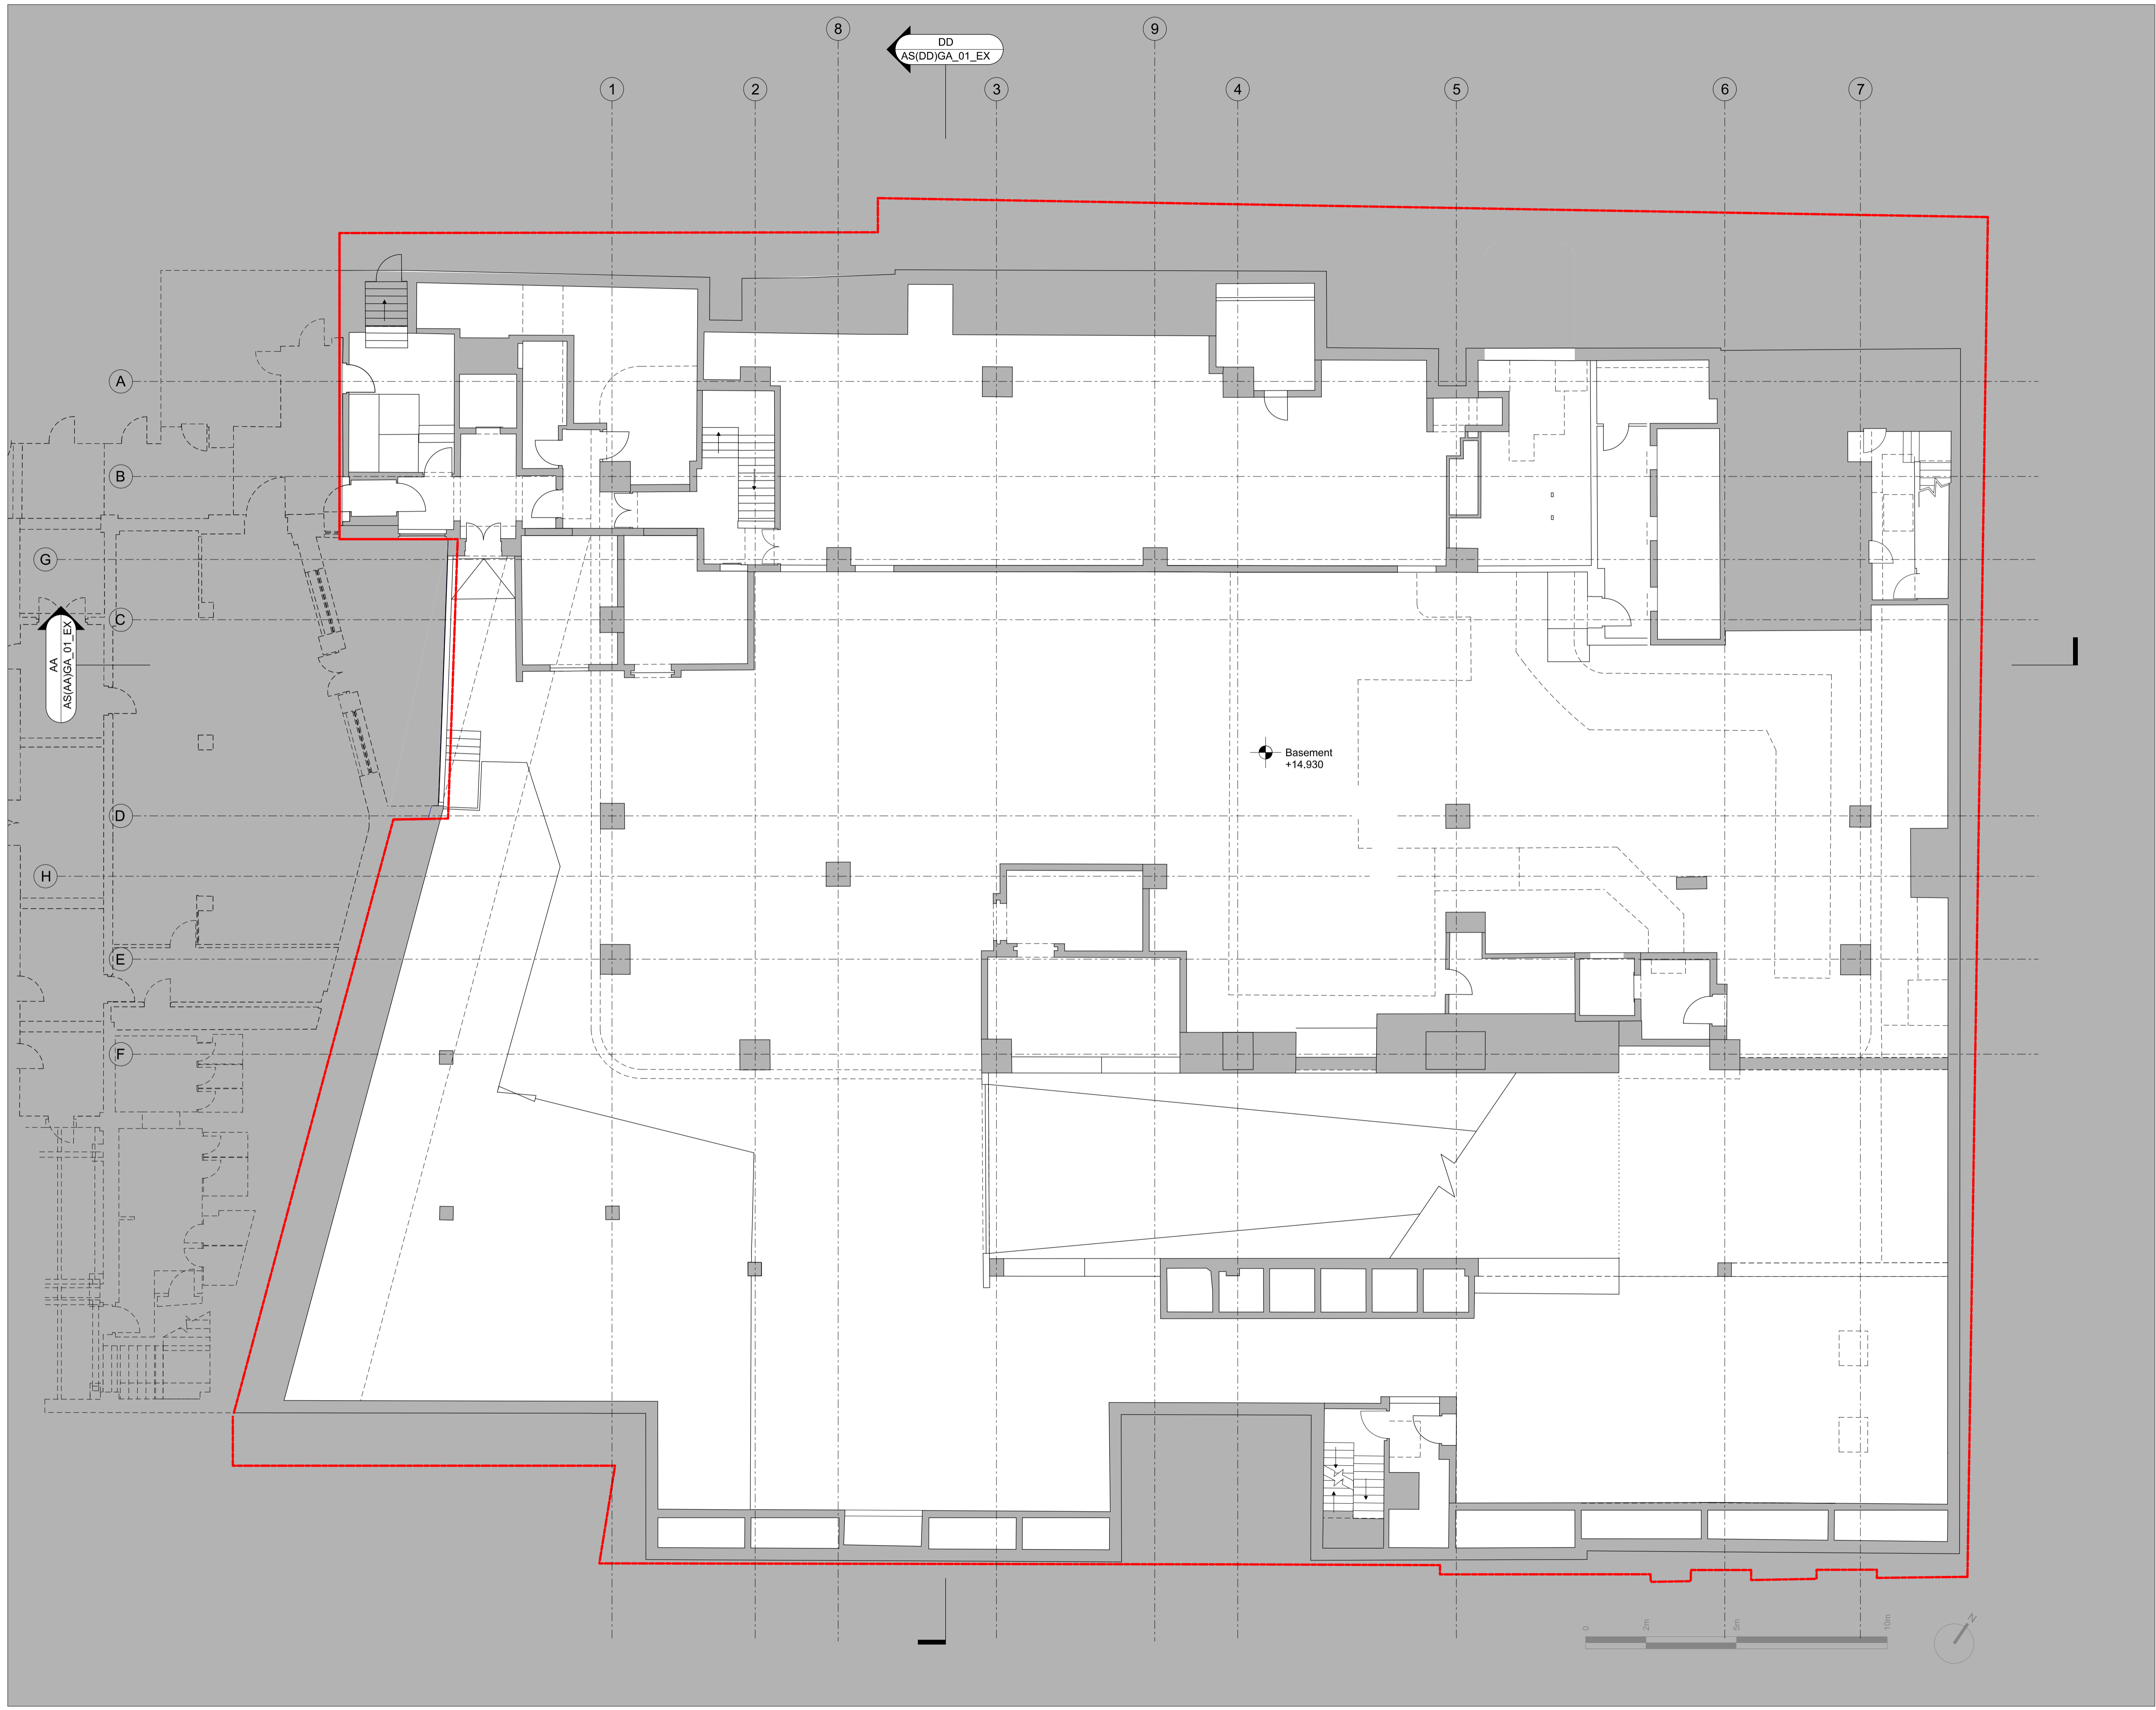 8
DD
AS(DD)GA_01_EX
9
1
2
3
4
5
6
7
A
B
G
C
AA
AS(AA)GA_01_EX
Basement
+14,930
D
H
E
F
0
2m
5m
10m
N